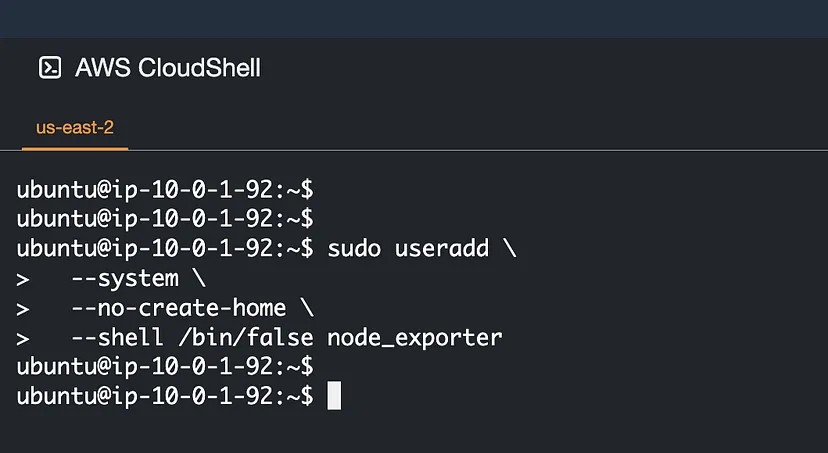 AWS CloudShell
us-east-2
ubuntu@ip-10-0-1-92:~$
ubuntu@ip-10-0-1-92:~$
ubuntu@ip-10-0-1-92:~$ sudo useradd \
>   --system \
>   --no-create-home \
>   --shell /bin/false node_exporter
ubuntu@ip-10-0-1-92:~$
ubuntu@ip-10-0-1-92:~$